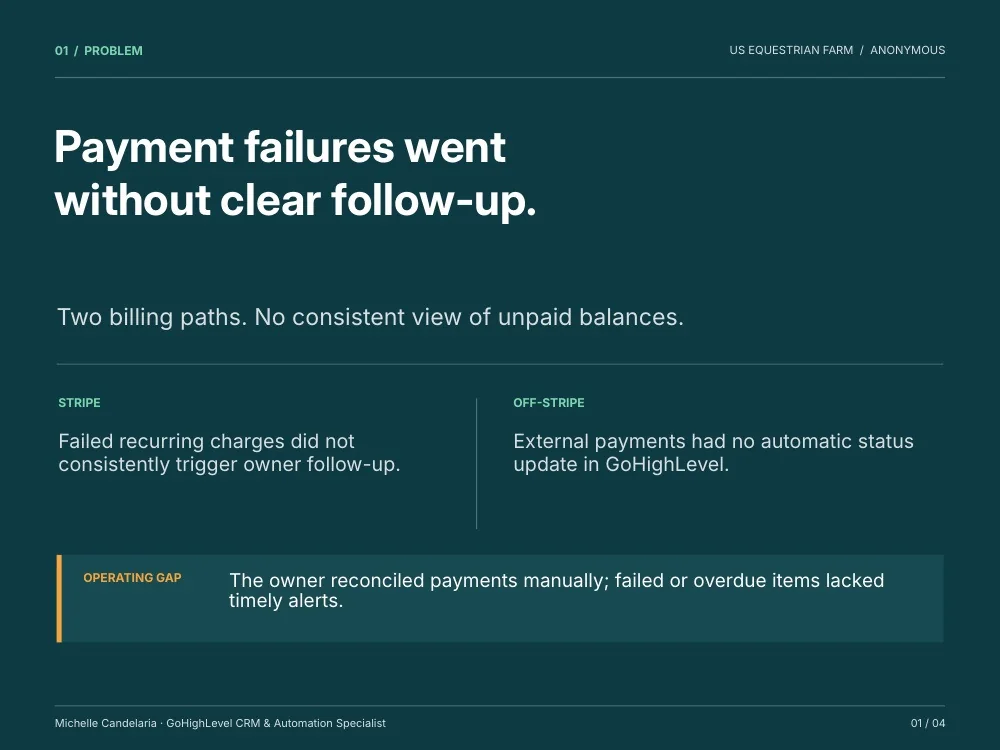 01 / PROBLEM
US EQUESTRIAN FARM / ANONYMOUS
Payment failures went
without clear follow-up.
Two billing paths. No consistent view of unpaid balances.
STRIPE
Failed recurring charges did not
consistently trigger owner follow-up.
OFF-STRIPE
External payments had no automatic status
update in GoHighLevel.
OPERATING GAP
The owner reconciled payments manually; failed or overdue items lacked
timely alerts.
Michelle Candelaria · GoHighLevel CRM & Automation Specialist
01 / 04